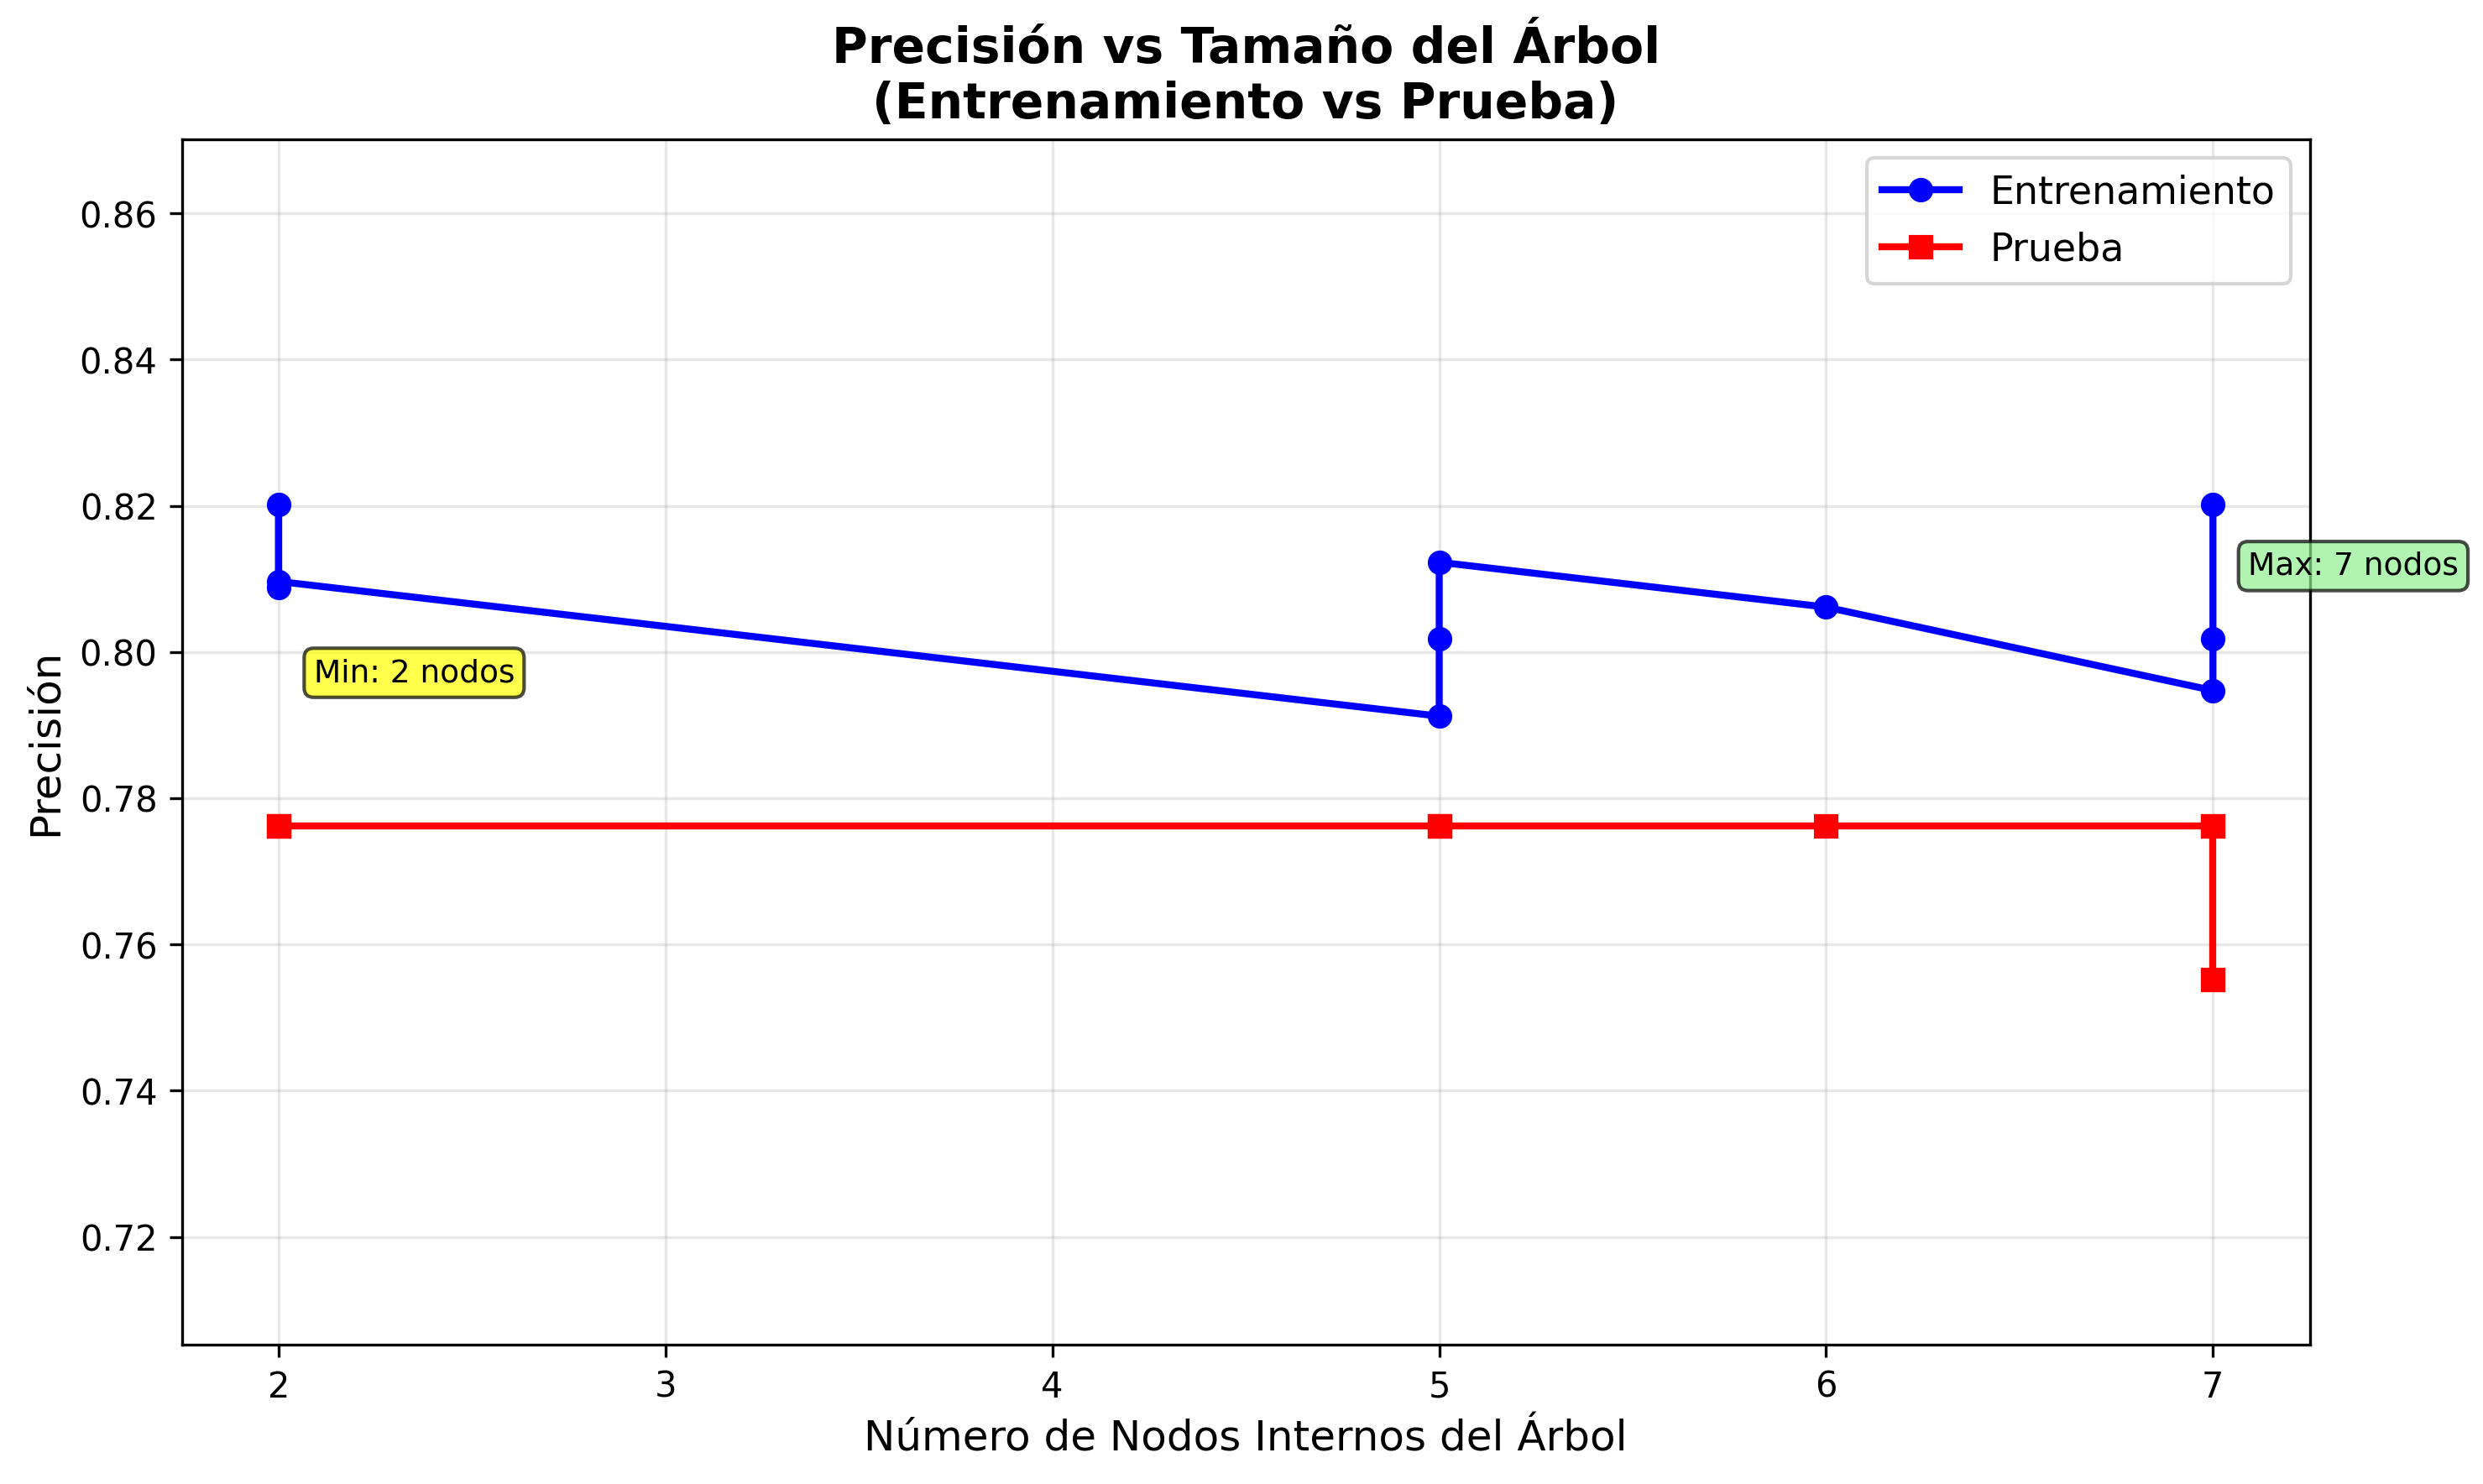 Precisión vs Tamaño del Árbol
(Entrenamiento vs Prueba)
Entrenamiento
Prueba
Max: 7 nodos
Min: 2 nodos
Precisión
0.86
0.84
0.82
0.80
0.78
0.76
0.74
0.72
2 3 4 5 6 7
Número de Nodos Internos del Árbol